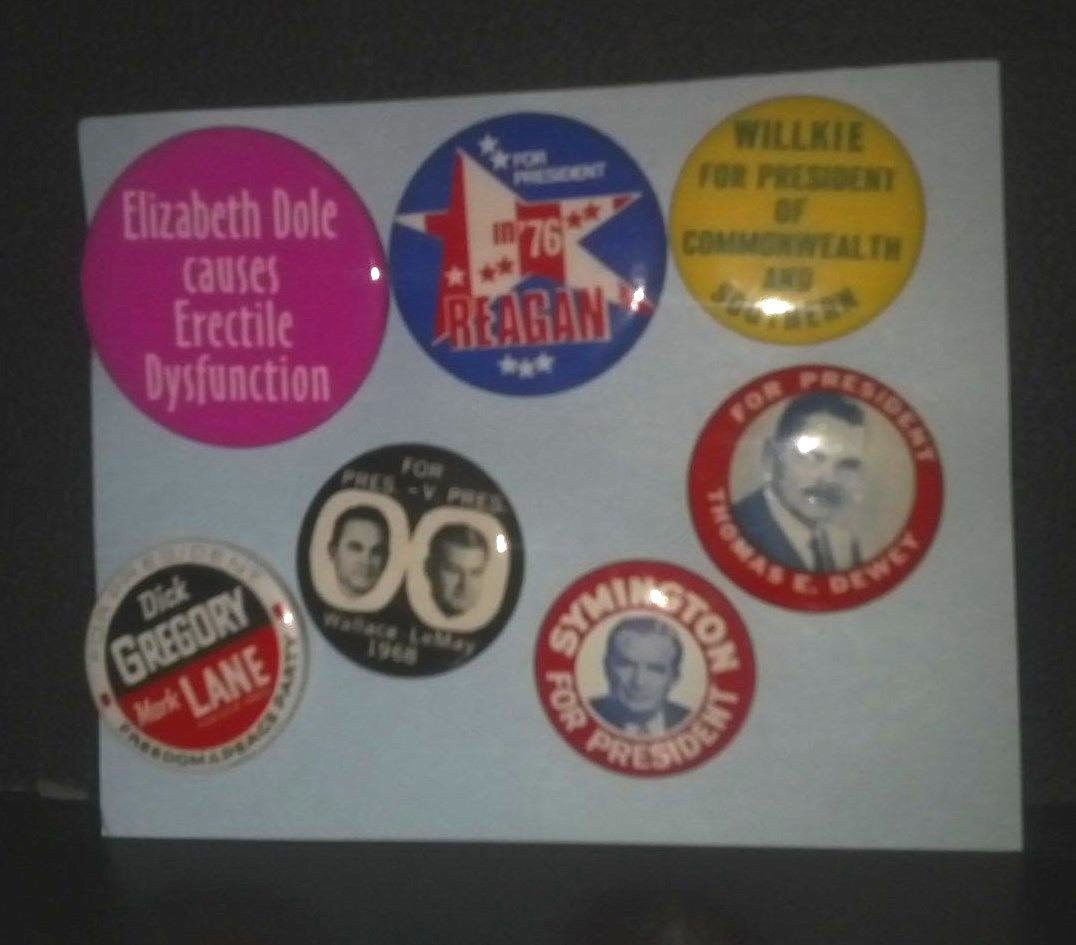 Elizabeth Dole
causes
Erectile
Dysfunction
FOR
PRESIDENT
in '76
REAGAN
WILLKIE
FOR PRESIDENT
OF
COMMONWEALTH
AND
SOUTHERN
FOR PRESIDENT
THOMAS E. DEWEY
FOR
PRES. - V. PRES.
Wallace LeMay
1968
Dick
GREGORY
Mark LANE
FREEDOM & PEACE PARTY
SYMINGTON
FOR PRESIDENT